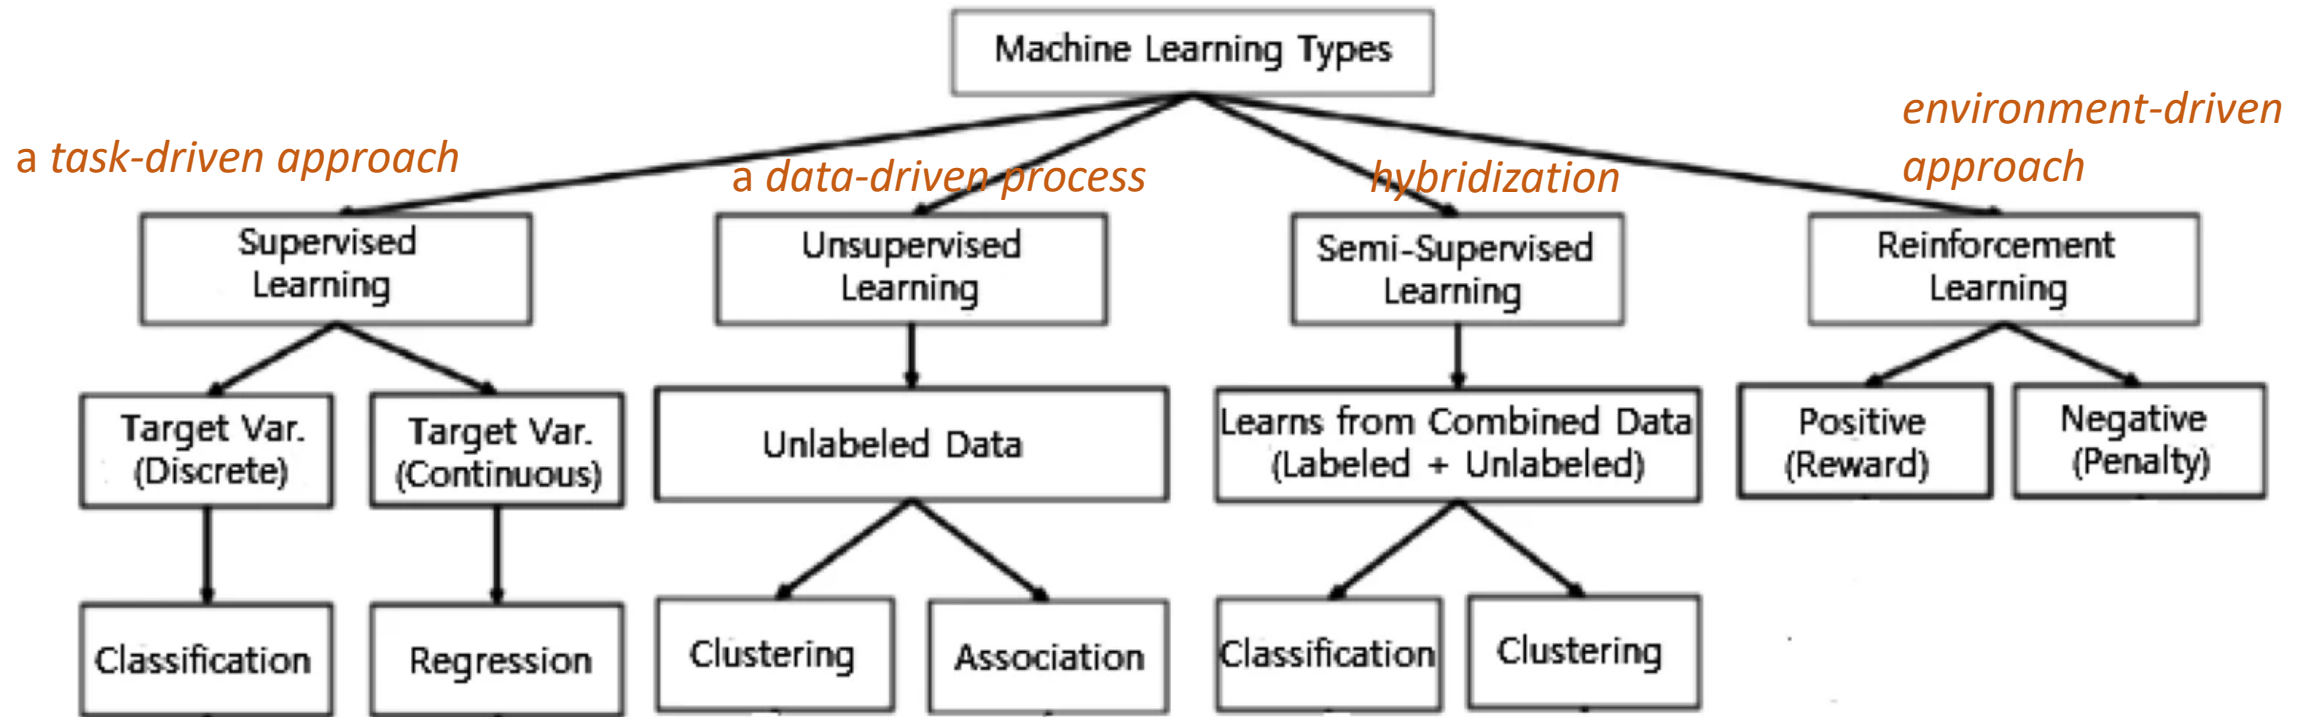 Machine Learning Types
a task-driven approach
a data-driven process
hybridization
environment-driven
approach
Supervised
Learning
Unsupervised
Learning
Semi-Supervised
Learning
Reinforcement
Learning
Target Var.
(Discrete)
Target Var.
(Continuous)
Unlabeled Data
Learns from Combined Data
(Labeled + Unlabeled)
Positive
(Reward)
Negative
(Penalty)
Classification
Regression
Clustering
Association
Classification
Clustering